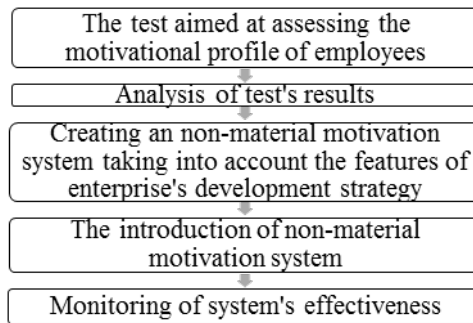 The test aimed at assessing the
motivational profile of employees
Analysis of test's results
Creating an non-material motivation
system taking into account the features of
enterprise's development strategy
The introduction of non-material
motivation system
Monitoring of system's effectiveness